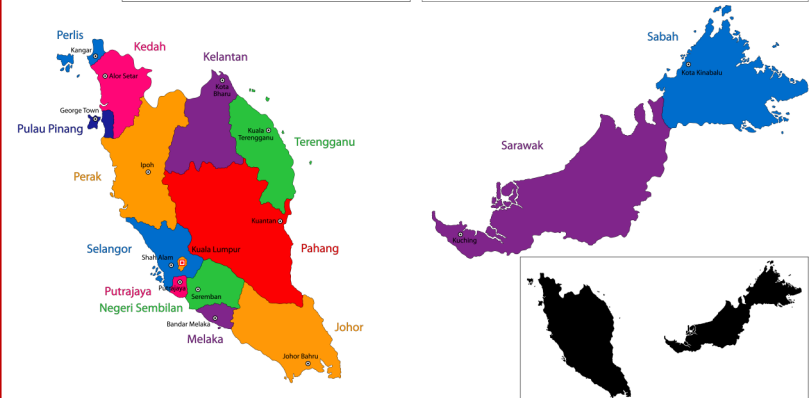 Perlis
Kangar
Kedah
Alor Setar
Kelantan
Kota
Bharu
George Town
Pulau Pinang
Kuala
Terengganu
Terengganu
Ipoh
Perak
Kuantan
Selangor
Kuala Lumpur
Pahang
Shah Alam
Putrajaya
Putrajaya
Seremban
Negeri Sembilan
Bandar Melaka
Melaka
Johor
Johor Bahru
Sabah
Kota Kinabalu
Sarawak
Kuching